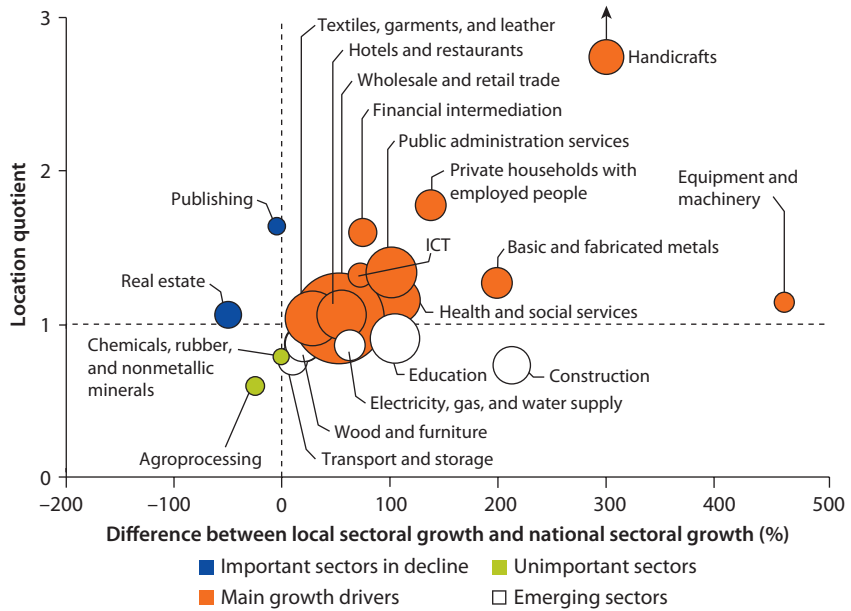 3
2
1
0
Location quotient
Textiles, garments, and leather
Hotels and restaurants
Wholesale and retail trade
Financial intermediation
Public administration services
Private households with
employed people
Handicrafts
Equipment and
machinery
Publishing
ICT
Basic and fabricated metals
Real estate
Health and social services
Chemicals, rubber,
and nonmetallic
minerals
Education
Construction
Electricity, gas, and water supply
Wood and furniture
Agroprocessing
Transport and storage
−200
−100
0
100
200
300
400
500
Difference between local sectoral growth and national sectoral growth (%)
Important sectors in decline
Unimportant sectors
Main growth drivers
Emerging sectors